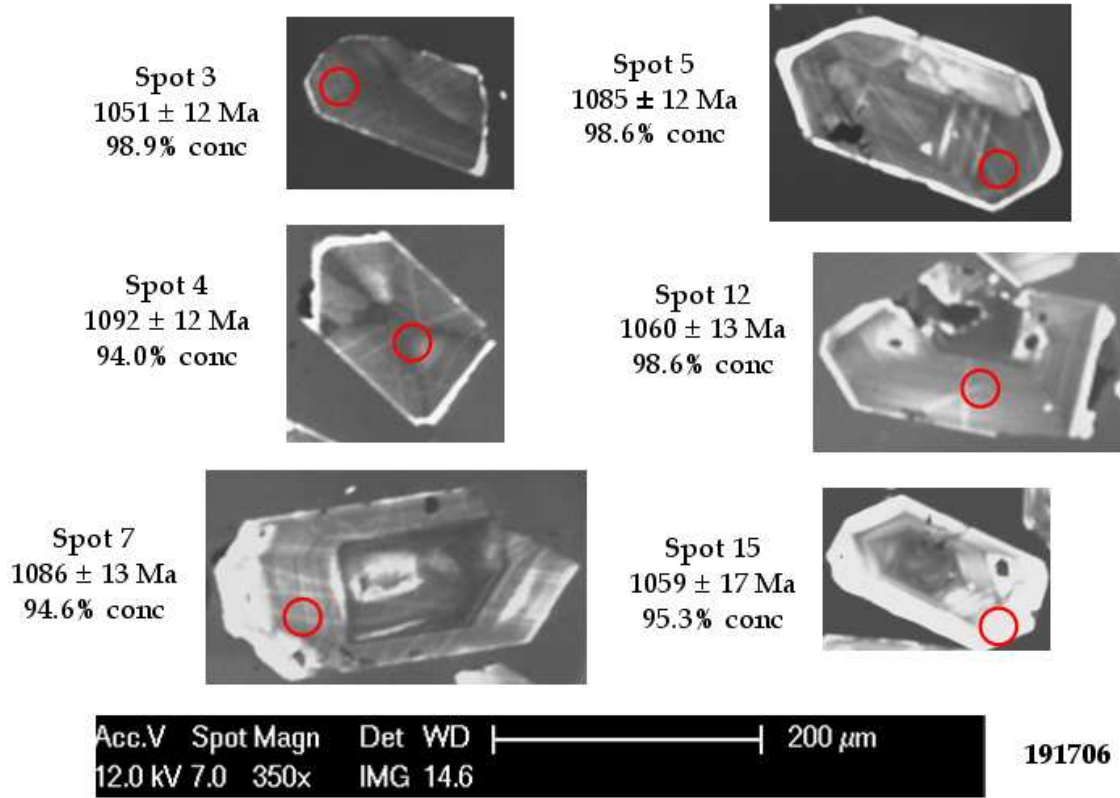 Spot 3
1051 ± 12 Ma
98.9% conc
Spot 5
1085 ± 12 Ma
98.6% conc
Spot 4
1092 ± 12 Ma
94.0% conc
Spot 12
1060 ± 13 Ma
98.6% conc
Spot 7
1086 ± 13 Ma
94.6% conc
Spot 15
1059 ± 17 Ma
95.3% conc
Acc.V Spot Magn Det WD 200 µm
12.0 kV 7.0 350x IMG 14.6
191706